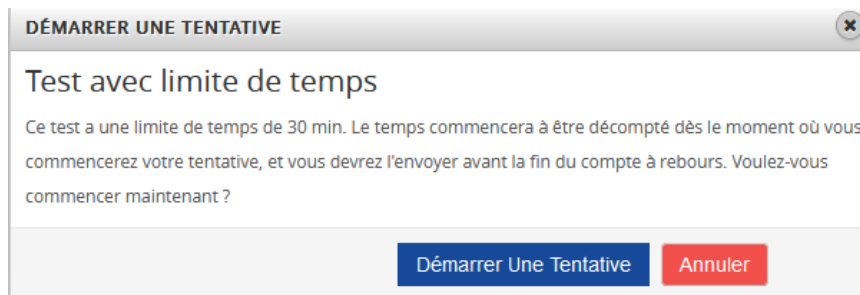 DÉMARRER UNE TENTATIVE
Test avec limite de temps
Ce test a une limite de temps de 30 min. Le temps commencera à être décompté dès le moment où vous
commencerez votre tentative, et vous devrez l'envoyer avant la fin du compte à rebours. Voulez-vous
commencer maintenant ?
Démarrer Une Tentative Annuler